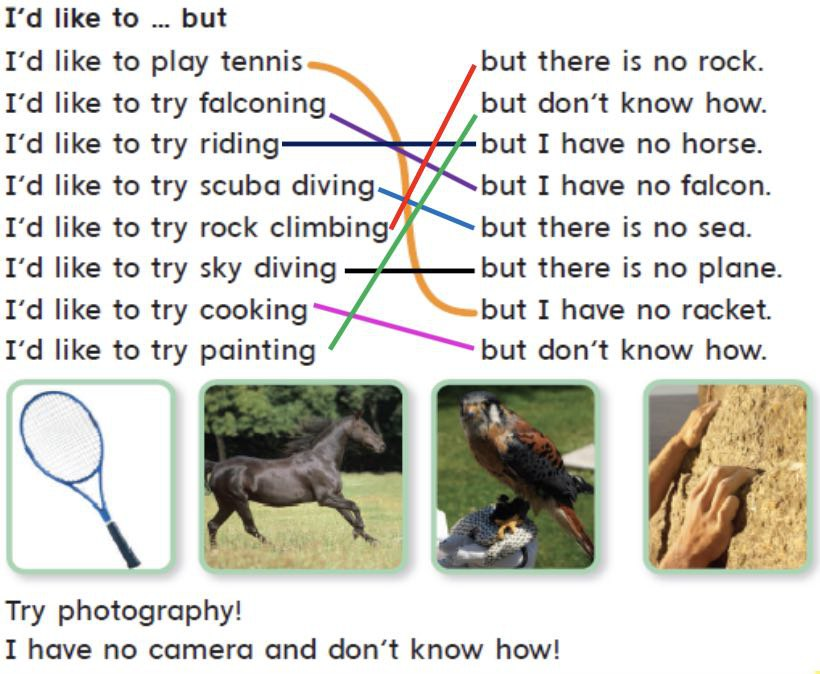 I'd like to ... but
I'd like to play tennis but there is no rock.
I'd like to try falconing but don't know how.
I'd like to try riding but I have no horse.
I'd like to try scuba diving but I have no falcon.
I'd like to try rock climbing but there is no sea.
I'd like to try sky diving but there is no plane.
I'd like to try cooking but I have no racket.
I'd like to try painting but don't know how.
Try photography!
I have no camera and don't know how!